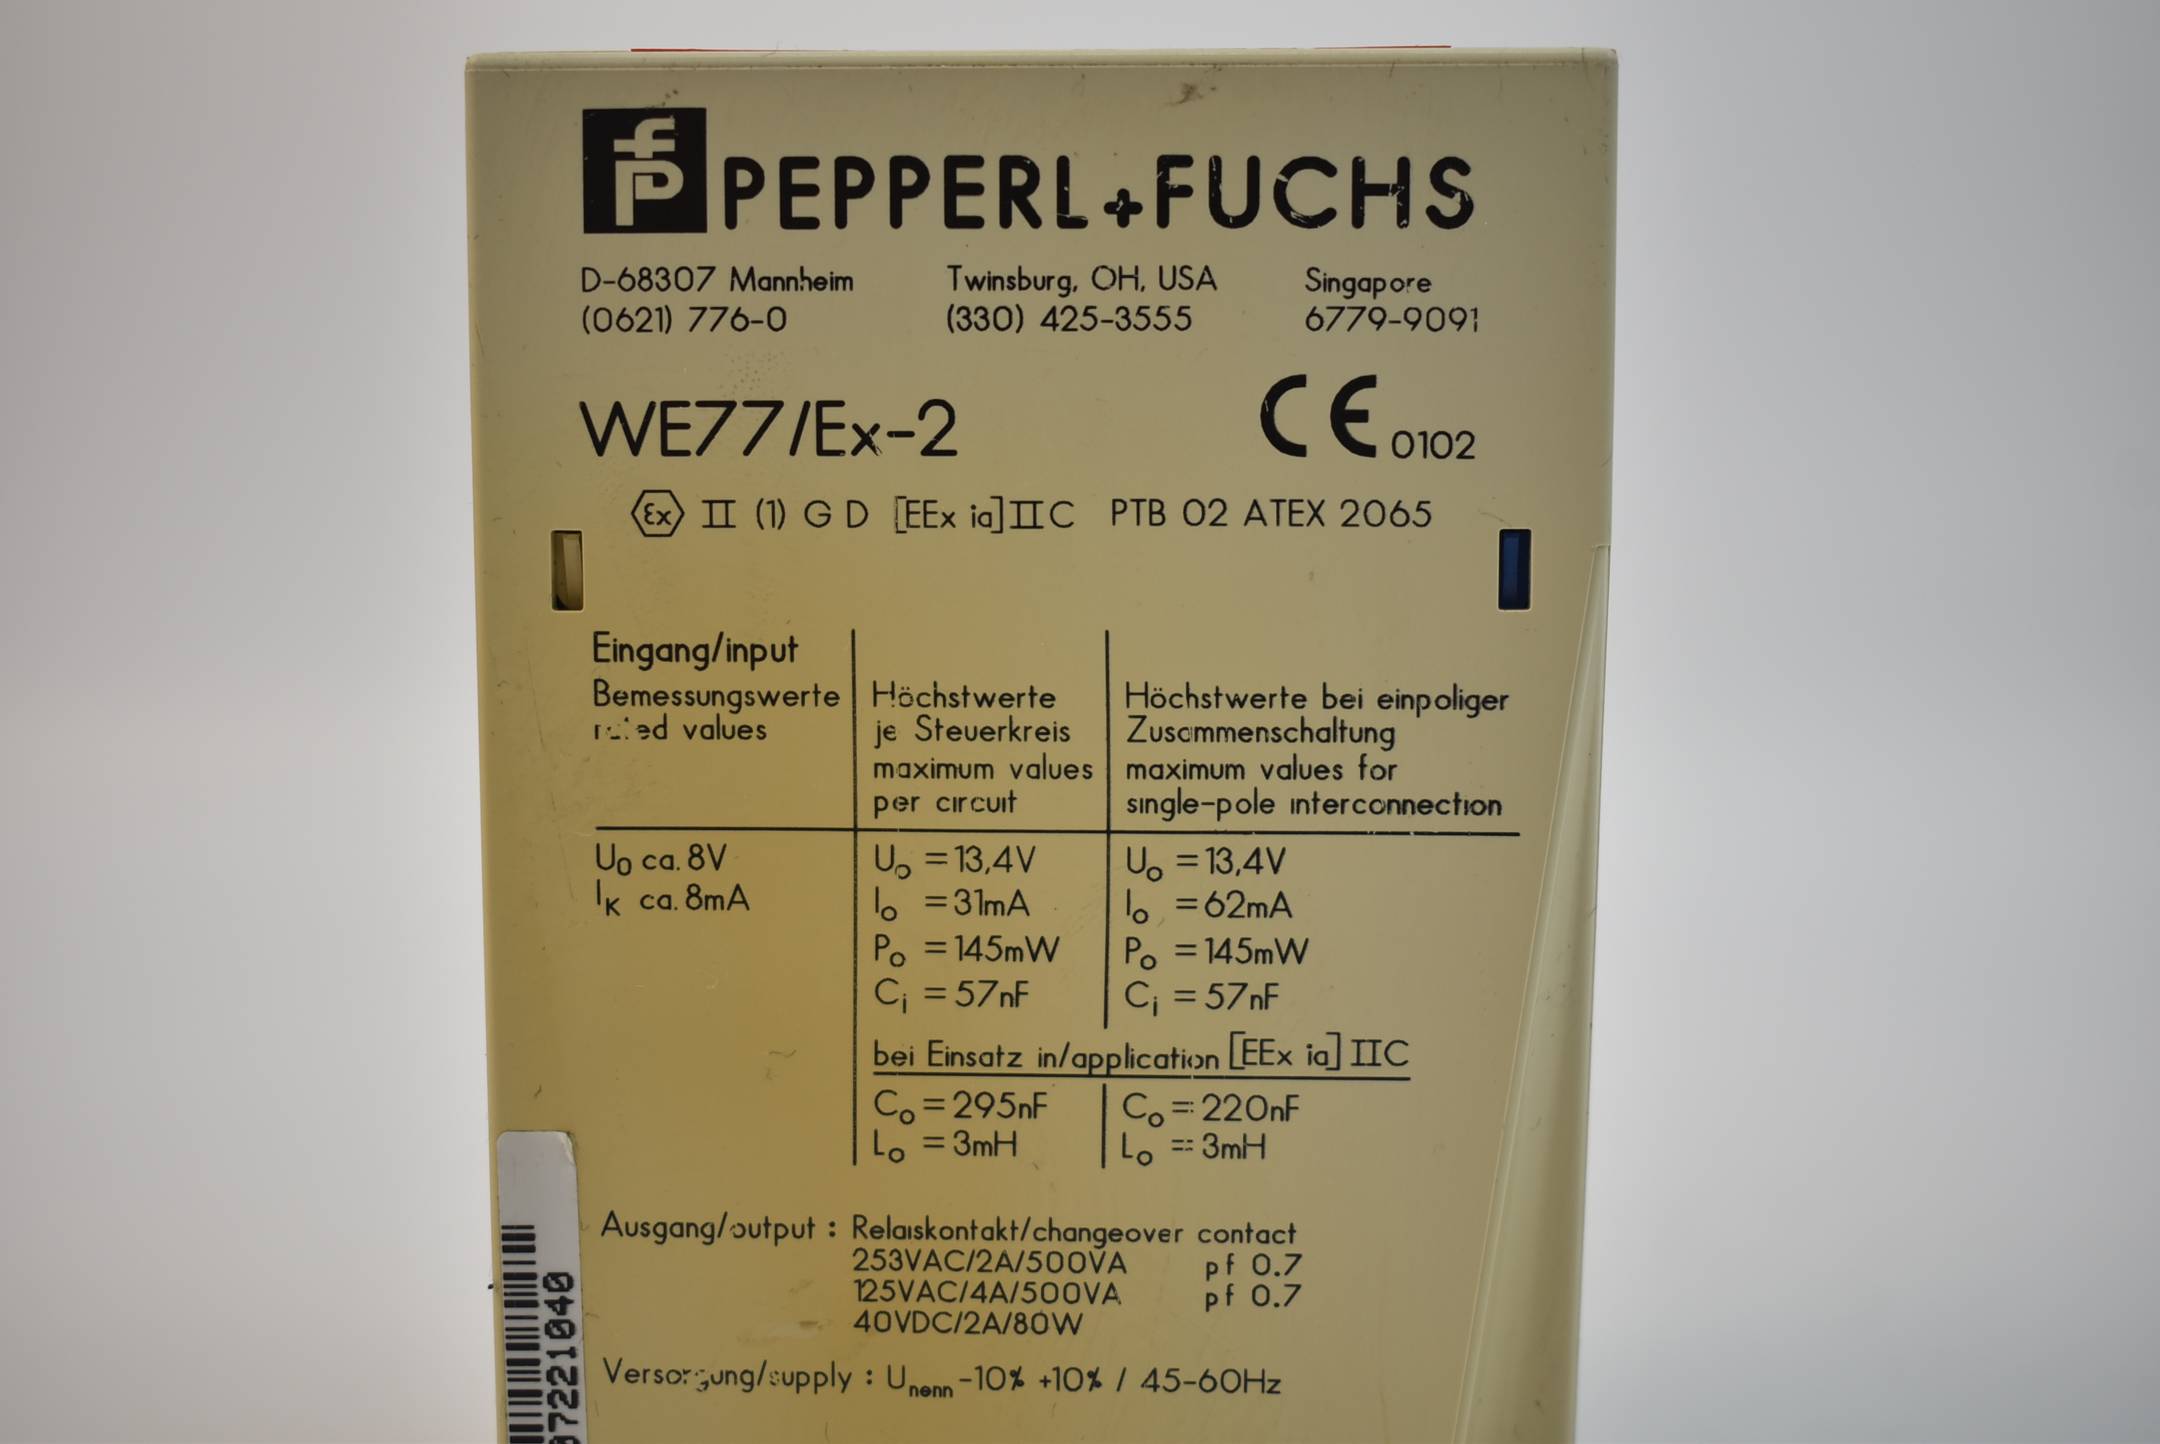 fp PEPPERL+FUCHS
D-68307 Mannheim Twinsburg, OH, USA Singapore
(0621) 776-0 (330) 425-3555 6779-9091
WE77/Ex-2 CE 0102
Ex II (1) G D [EEx ia] IIC PTB 02 ATEX 2065
Eingang/input
Bemessungswerte
rated values
Höchstwerte
je Steuerkreis
maximum values
per circuit
Höchstwerte bei einpoliger
Zusammenschaltung
maximum values for
single-pole interconnection
U0 ca. 8V
IK ca. 8mA
Uo = 13,4V
Io = 31mA
Po = 145mW
Ci = 57nF
Uo = 13,4V
Io = 62mA
Po = 145mW
Ci = 57nF
bei Einsatz in/application [EEx ia] IIC
Co = 295nF
Lo = 3mH
Co = 220nF
Lo = 3mH
Ausgang/output : Relaiskontakt/changeover contact
253VAC/2A/500VA pf 0.7
125VAC/4A/500VA pf 0.7
40VDC/2A/80W
Versorgung/supply : Unenn -10% +10% / 45-60Hz